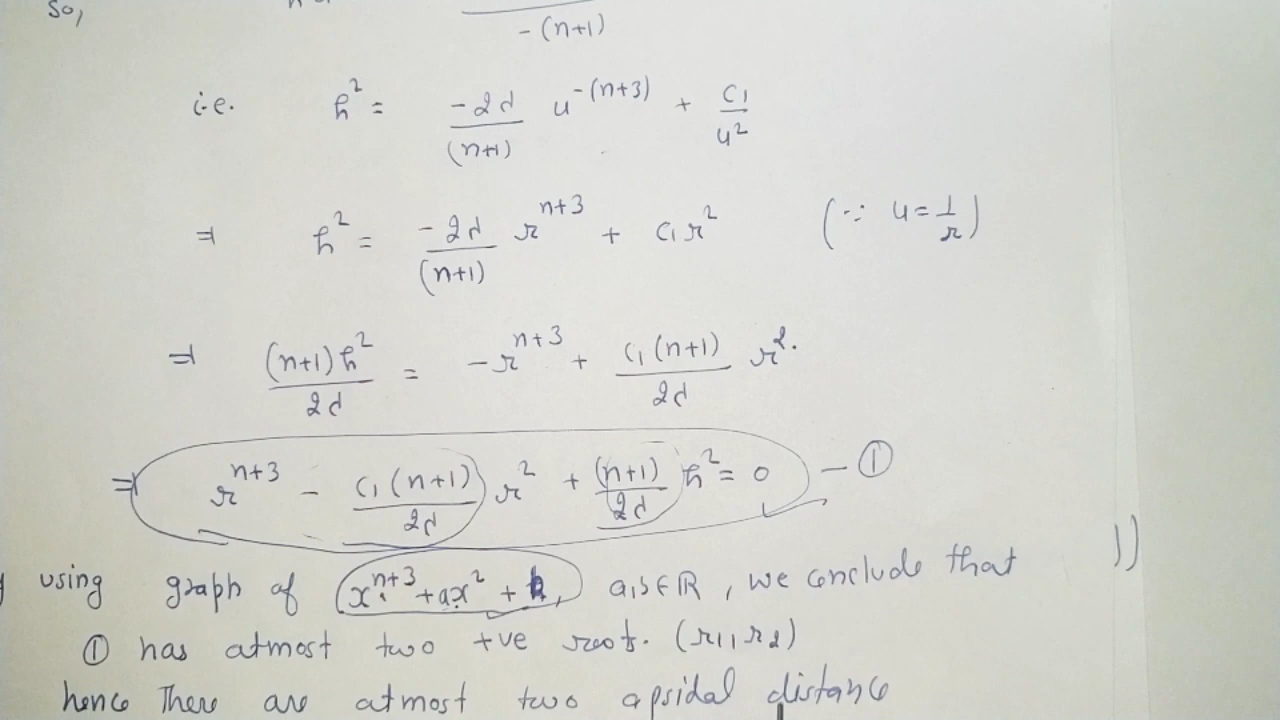 so,
-(n+1)
i.e. h² = -2d/(n+1) u^-(n+3) + C₁/u²
⇒ h² = -2d/(n+1) r^(n+3) + C₁r² (∵ u = 1/r)
⇒ (n+1)h²/2d = -r^(n+3) + C₁(n+1)/2d r².
⇒ r^(n+3) - C₁(n+1)/2d r² + (n+1)/2d h² = 0 - ①
using graph of x^(n+3) + ax² + b, a,b∈R, we conclude that
① has atmost two +ve roots. (r₁, r₂)
hence There are atmost two apsidal distance